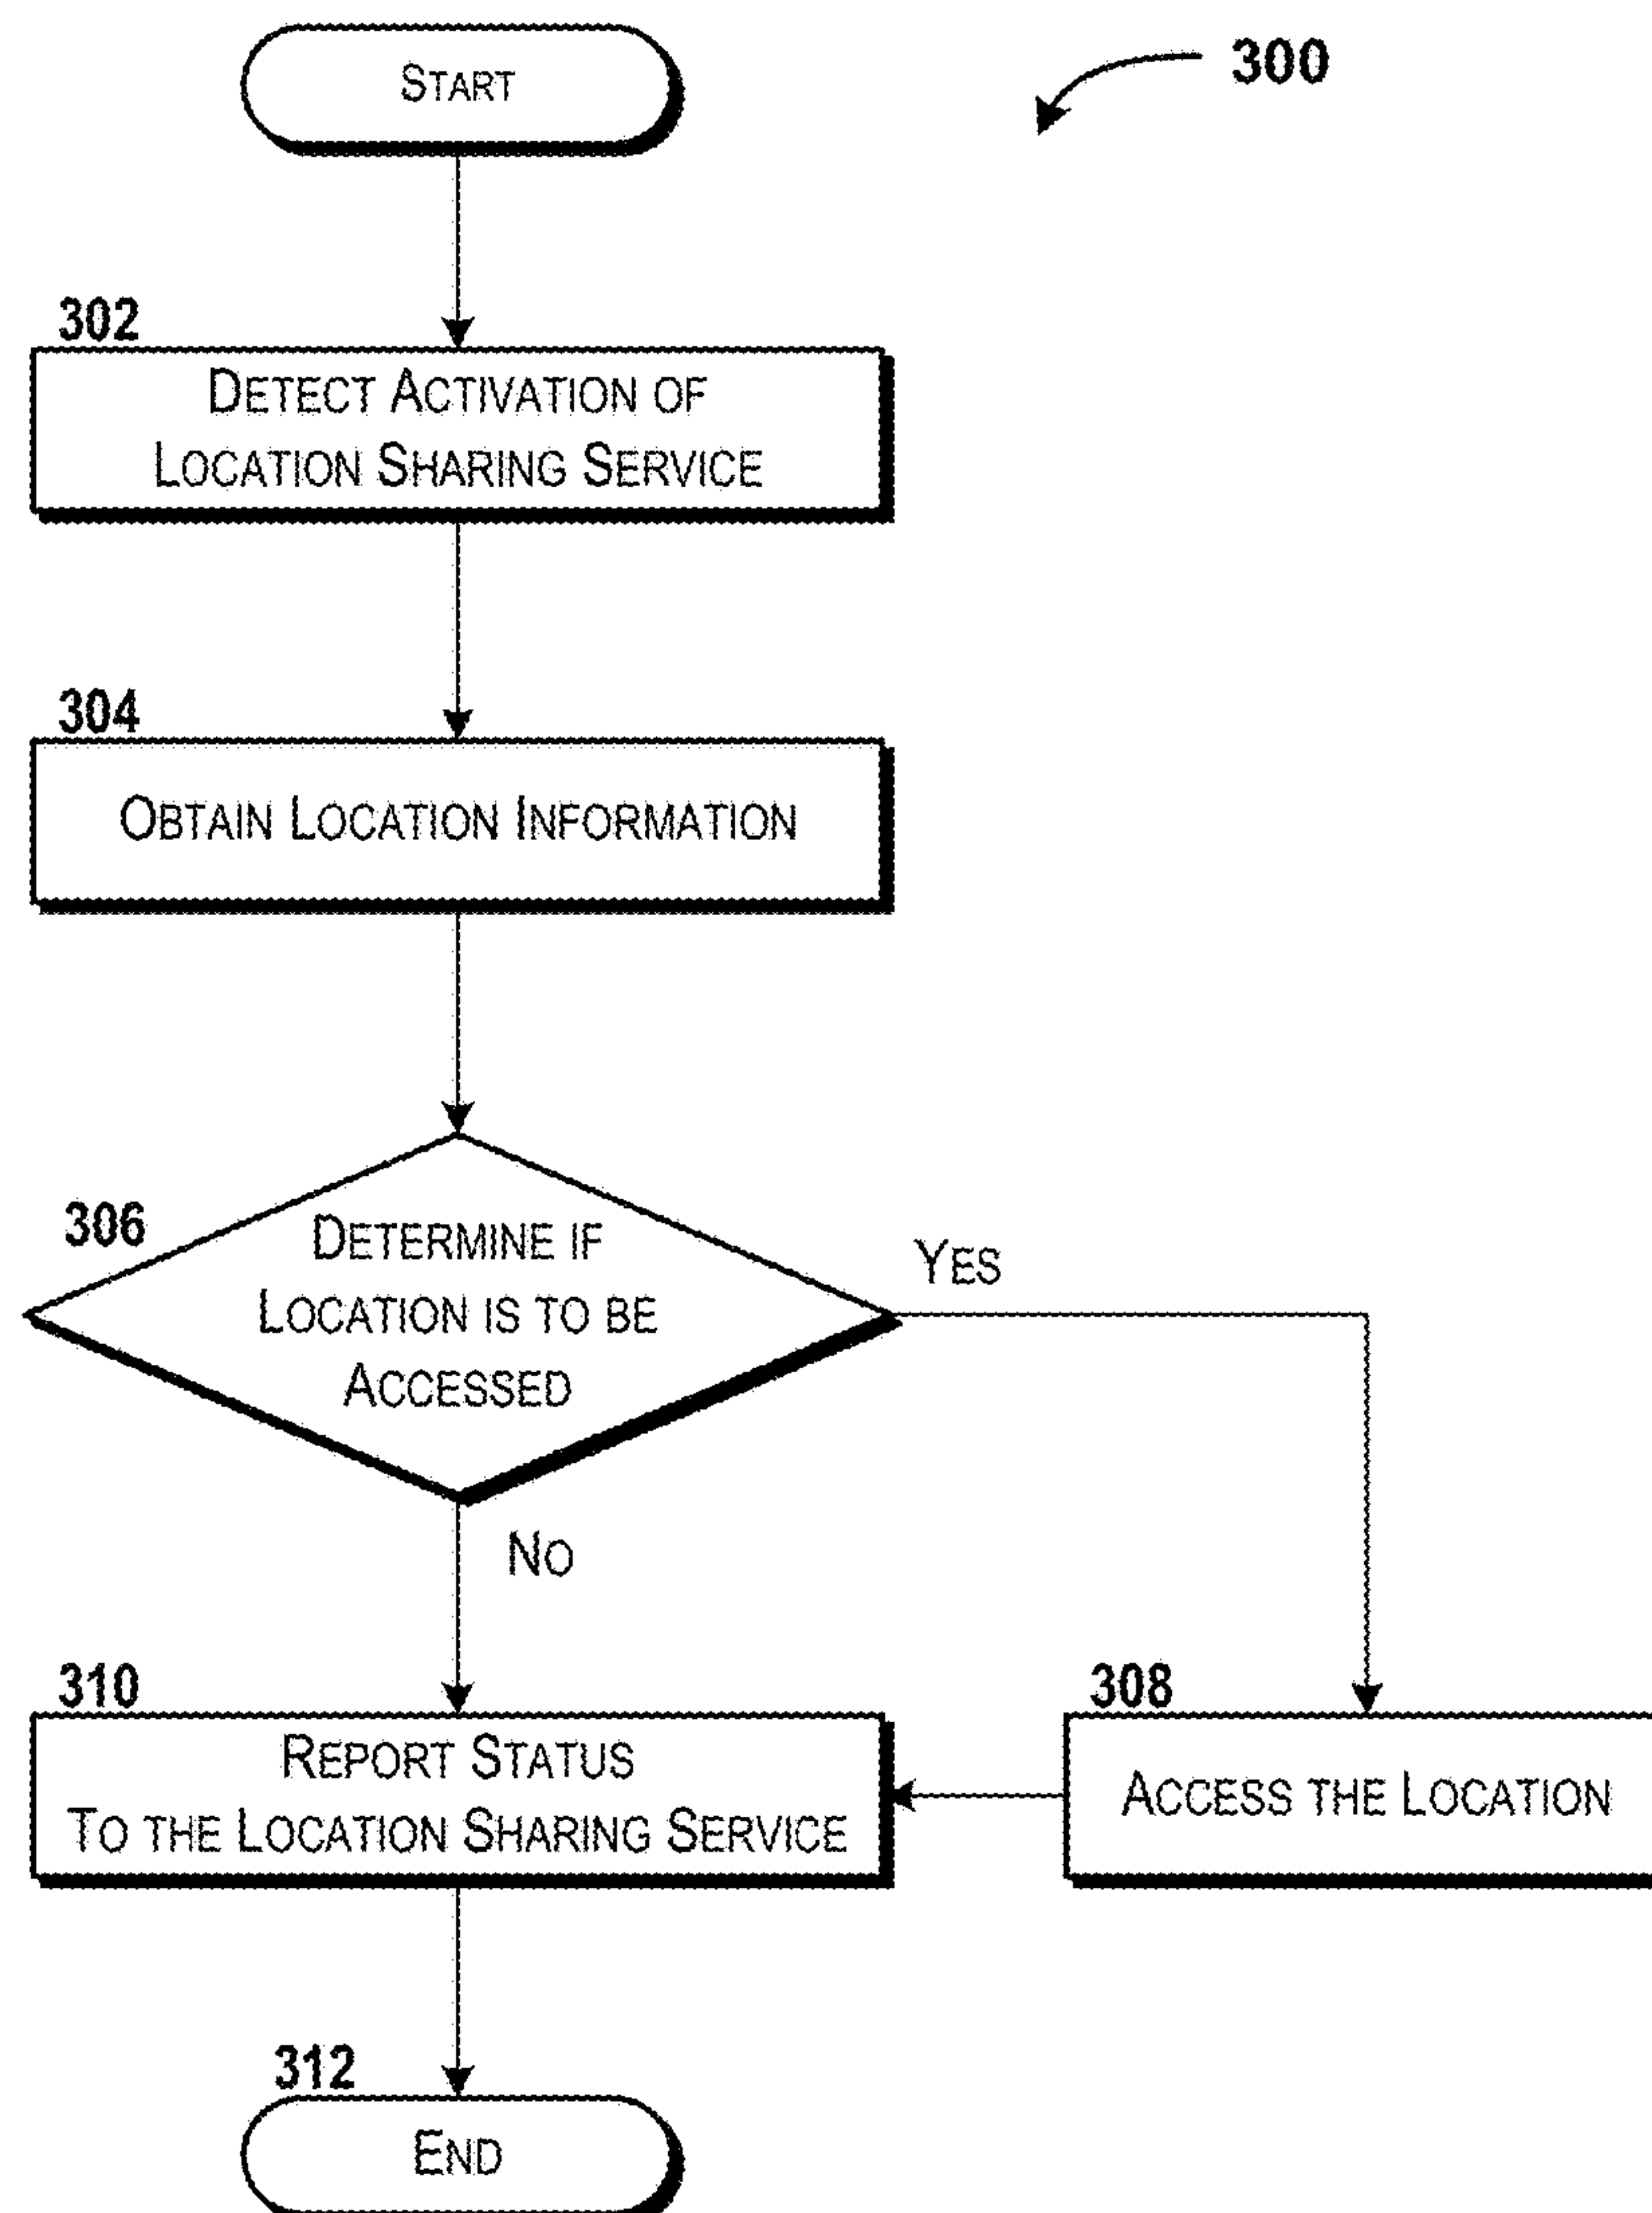 START
300
302
DETECT ACTIVATION OF
LOCATION SHARING SERVICE
304
OBTAIN LOCATION INFORMATION
306
DETERMINE IF
LOCATION IS TO BE
ACCESSED
YES
NO
310
REPORT STATUS
TO THE LOCATION SHARING SERVICE
308
ACCESS THE LOCATION
312
END